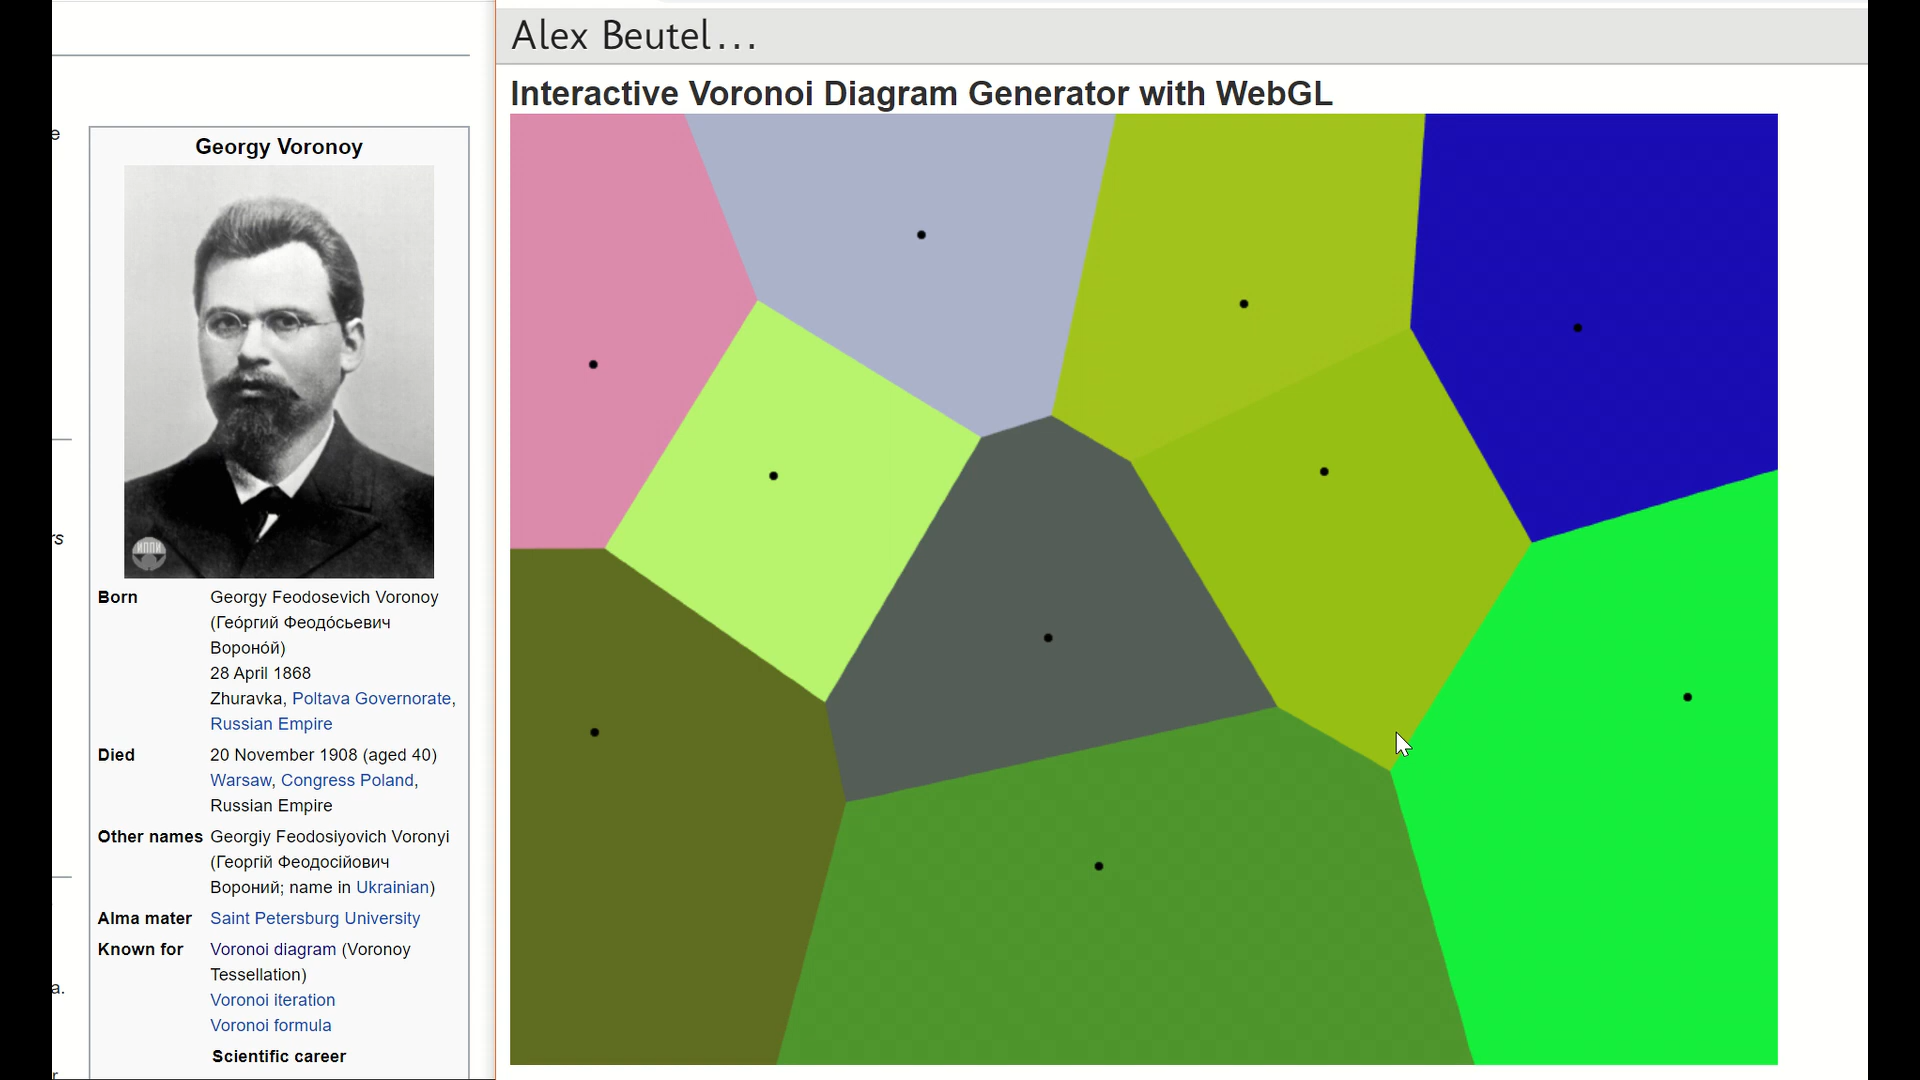 Alex Beutel…
Interactive Voronoi Diagram Generator with WebGL
e
rs
a.
r
Georgy Voronoy
иппи
Born
Georgy Feodosevich Voronoy
(Гео́ргий Феодо́сьевич
Вороно́й)
28 April 1868
Zhuravka, Poltava Governorate,
Russian Empire
Died
20 November 1908 (aged 40)
Warsaw, Congress Poland,
Russian Empire
Other names
Georgiy Feodosiyovich Voronyi
(Георгій Феодосійович
Вороний; name in Ukrainian)
Alma mater
Saint Petersburg University
Known for
Voronoi diagram (Voronoy
Tessellation)
Voronoi iteration
Voronoi formula
Scientific career